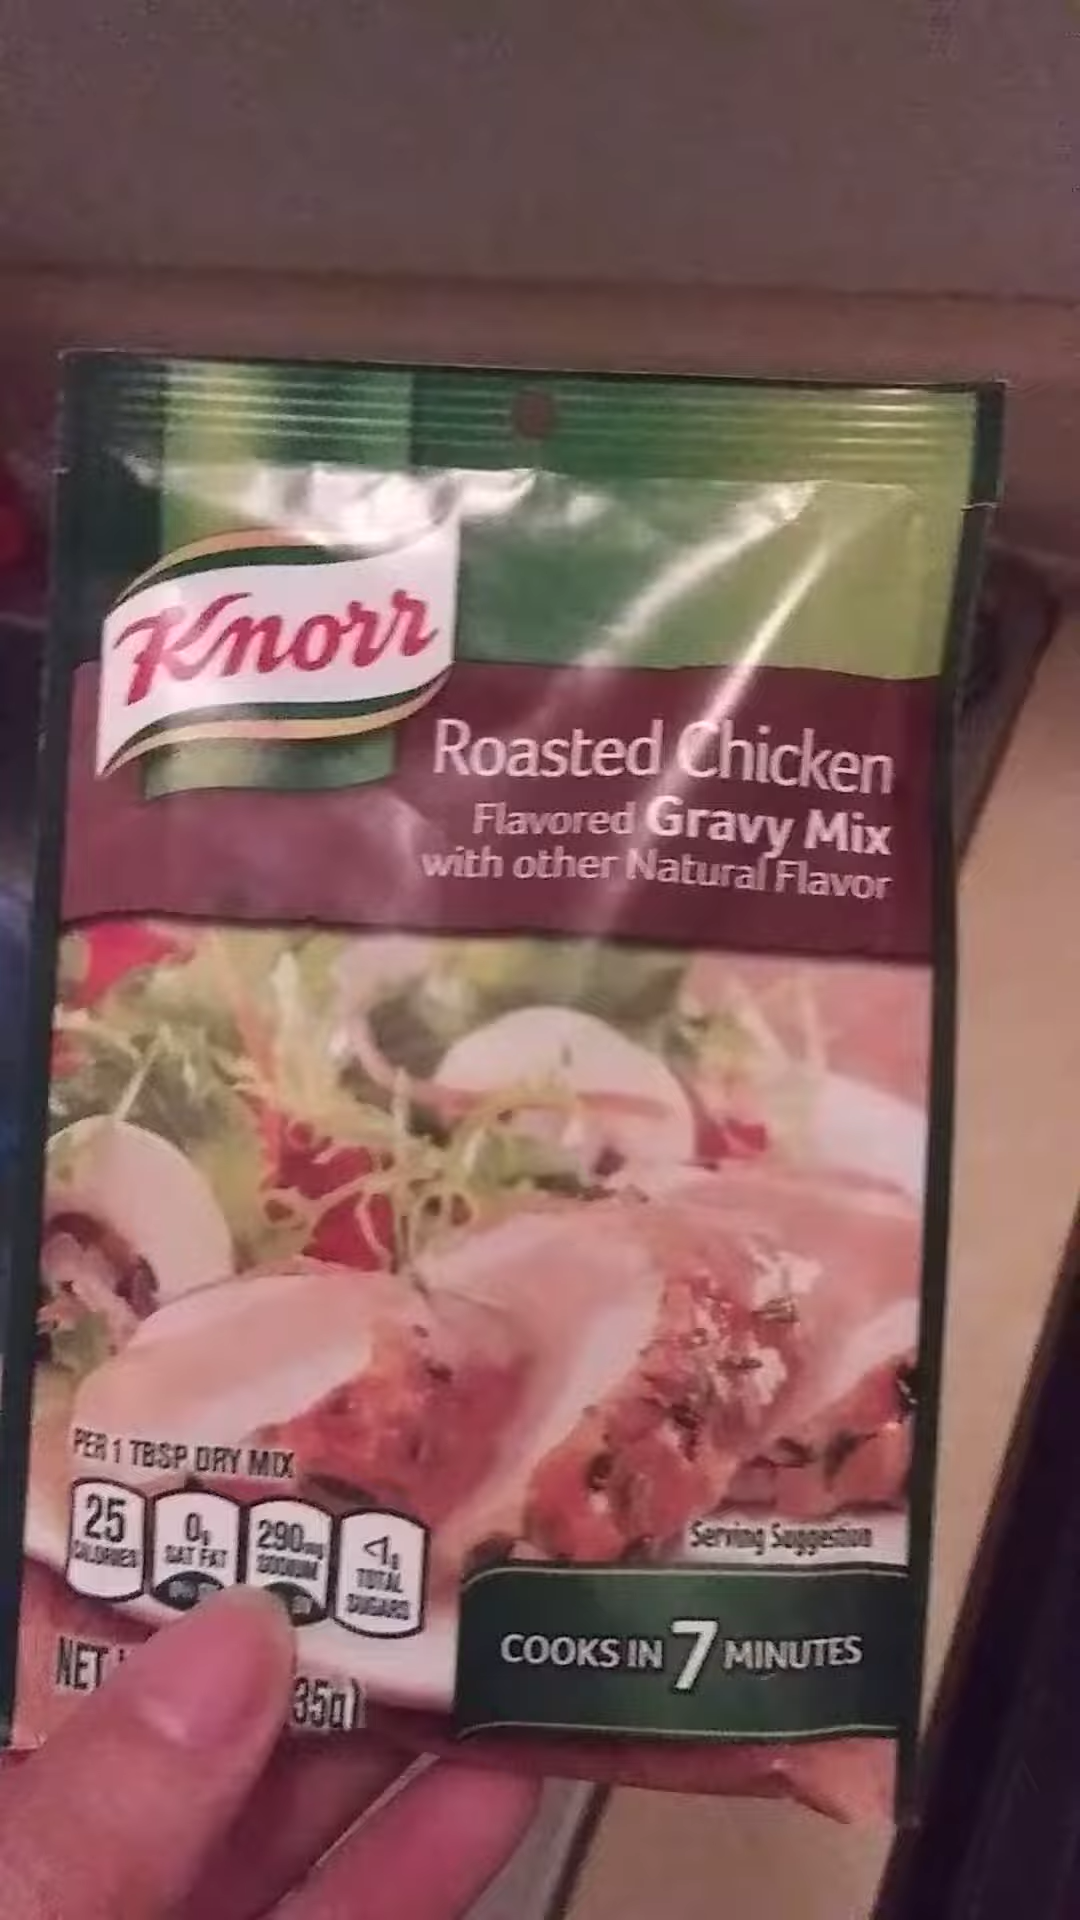 Knorr
Roasted Chicken
Flavored Gravy Mix
with other Natural Flavor
PER 1 TBSP DRY MIX
25
CALORIES
0g
SAT FAT
290mg
SODIUM
<1g
TOTAL
SUGARS
Serving Suggestion
COOKS IN 7 MINUTES
NET
35g)